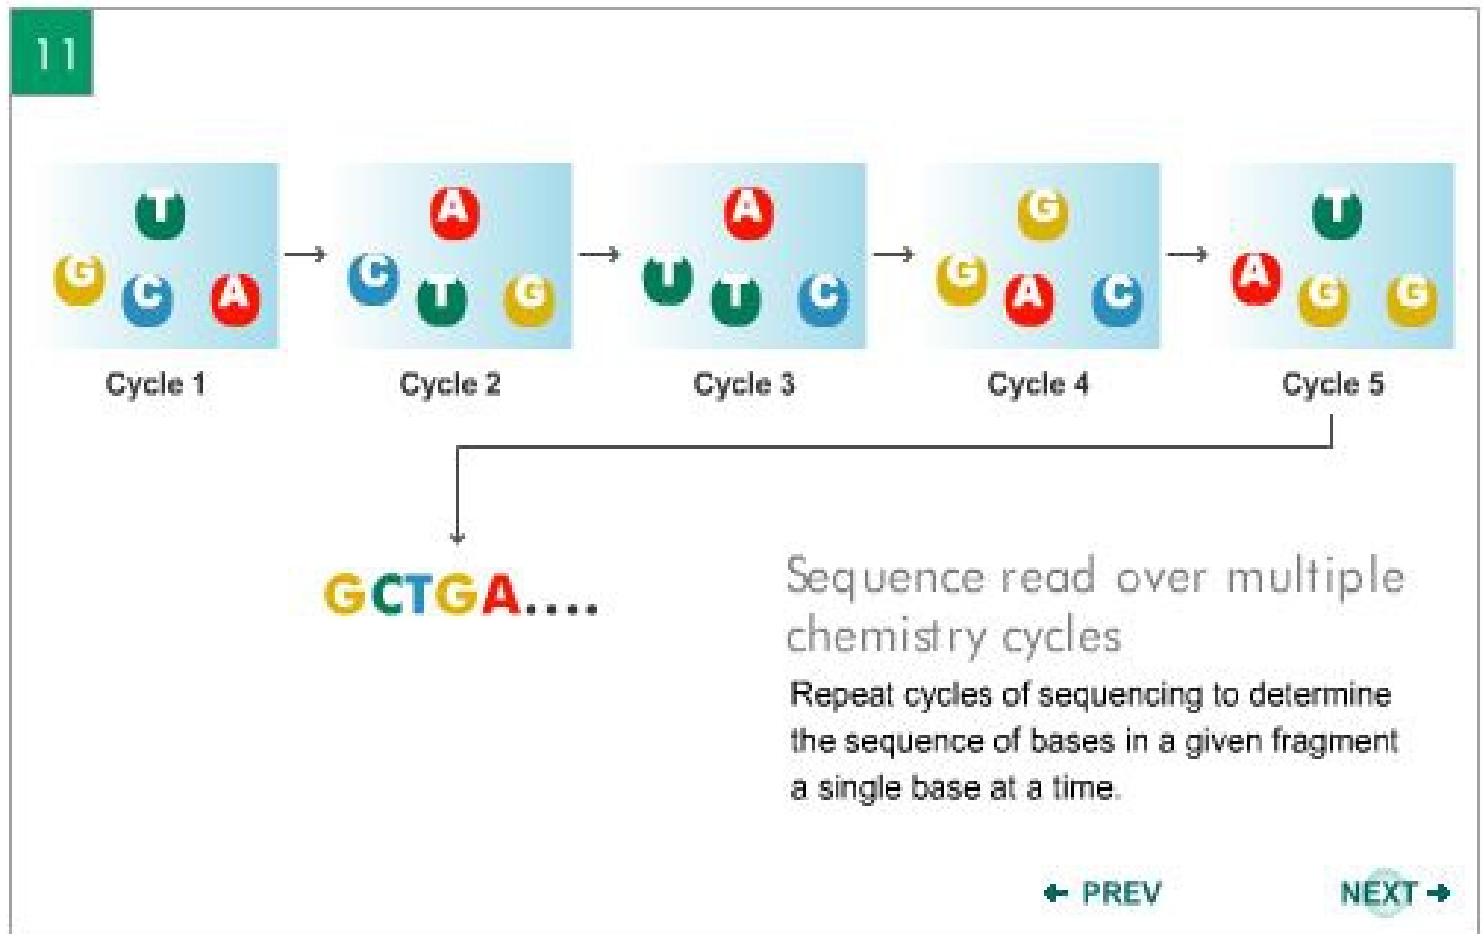 11
T
G C A
A
C T G
A
T T C
G
G A C
T
A G G
Cycle 1
Cycle 2
Cycle 3
Cycle 4
Cycle 5
GCTGA....
Sequence read over multiple
chemistry cycles
Repeat cycles of sequencing to determine
the sequence of bases in a given fragment
a single base at a time.
PREV
NEXT